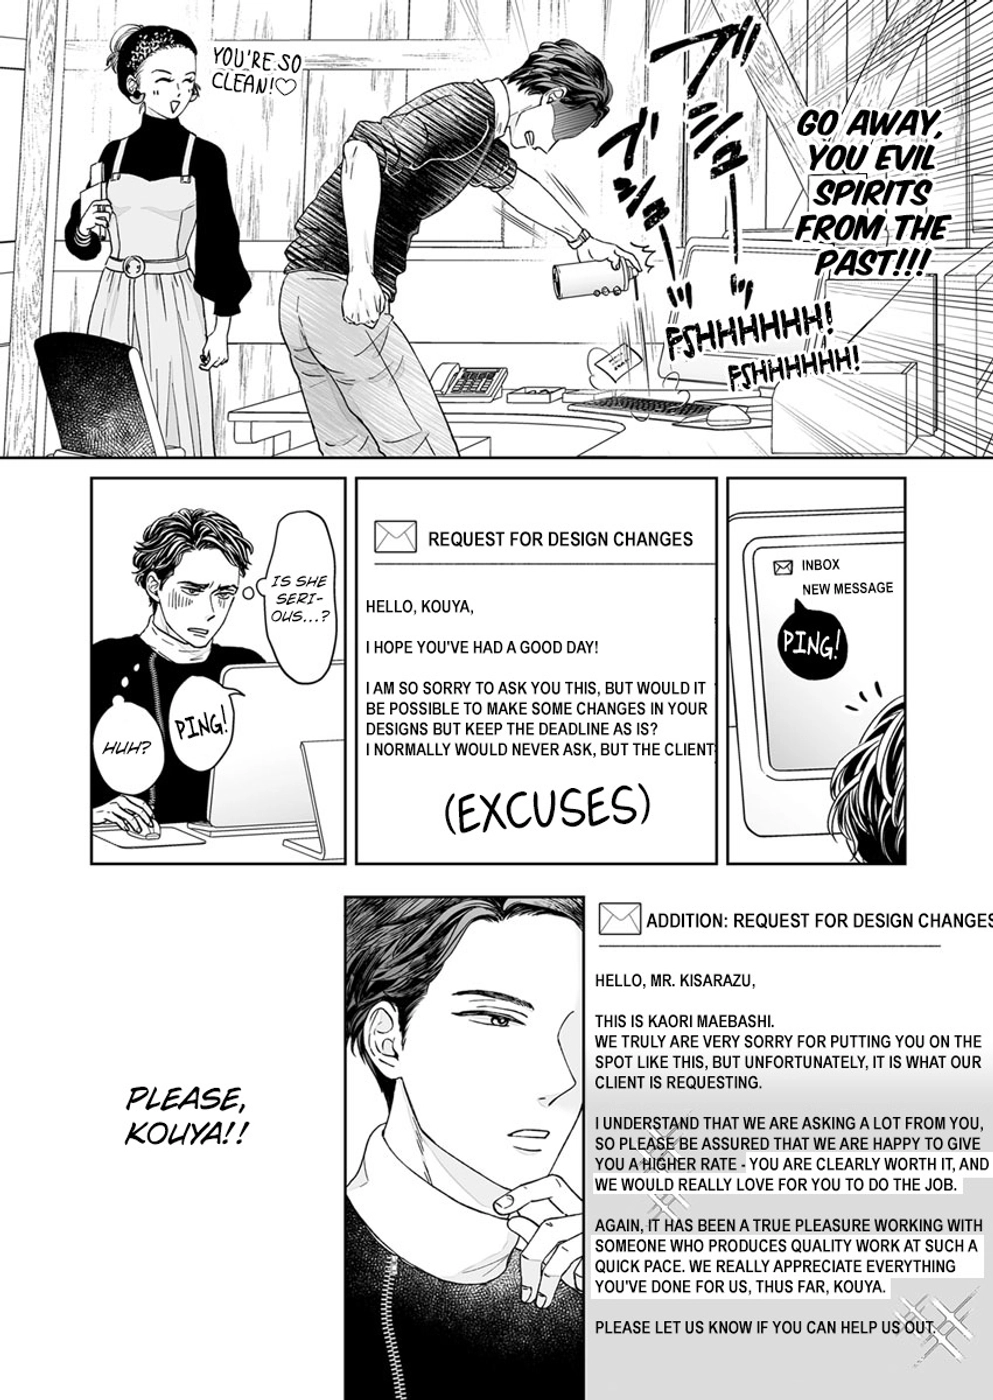 YOU'RE SO
CLEAN!♡
ブシュッ
ブシューッ
GO AWAY,
YOU EVIL
SPIRITS
FROM THE
PAST!!!
FSHHHHHH!
FSHHHHHH!
INBOX
NEW MESSAGE
PING!
REQUEST FOR DESIGN CHANGES
HELLO, KOUYA,
I HOPE YOU'VE HAD A GOOD DAY!
I AM SO SORRY TO ASK YOU THIS, BUT WOULD IT
BE POSSIBLE TO MAKE SOME CHANGES IN YOUR
DESIGNS BUT KEEP THE DEADLINE AS IS?
I NORMALLY WOULD NEVER ASK, BUT THE CLIENT
(EXCUSES)
IS SHE
SERI-
OUS...?
PING!
HUH?
ADDITION: REQUEST FOR DESIGN CHANGES
HELLO, MR. KISARAZU,
THIS IS KAORI MAEBASHI.
WE TRULY ARE VERY SORRY FOR PUTTING YOU ON THE
SPOT LIKE THIS, BUT UNFORTUNATELY, IT IS WHAT OUR
CLIENT IS REQUESTING.
I UNDERSTAND THAT WE ARE ASKING A LOT FROM YOU,
SO PLEASE BE ASSURED THAT WE ARE HAPPY TO GIVE
YOU A HIGHER RATE - YOU ARE CLEARLY WORTH IT, AND
WE WOULD REALLY LOVE FOR YOU TO DO THE JOB.
AGAIN, IT HAS BEEN A TRUE PLEASURE WORKING WITH
SOMEONE WHO PRODUCES QUALITY WORK AT SUCH A
QUICK PACE. WE REALLY APPRECIATE EVERYTHING
YOU'VE DONE FOR US, THUS FAR, KOUYA.
PLEASE LET US KNOW IF YOU CAN HELP US OUT.
PLEASE,
KOUYA!!